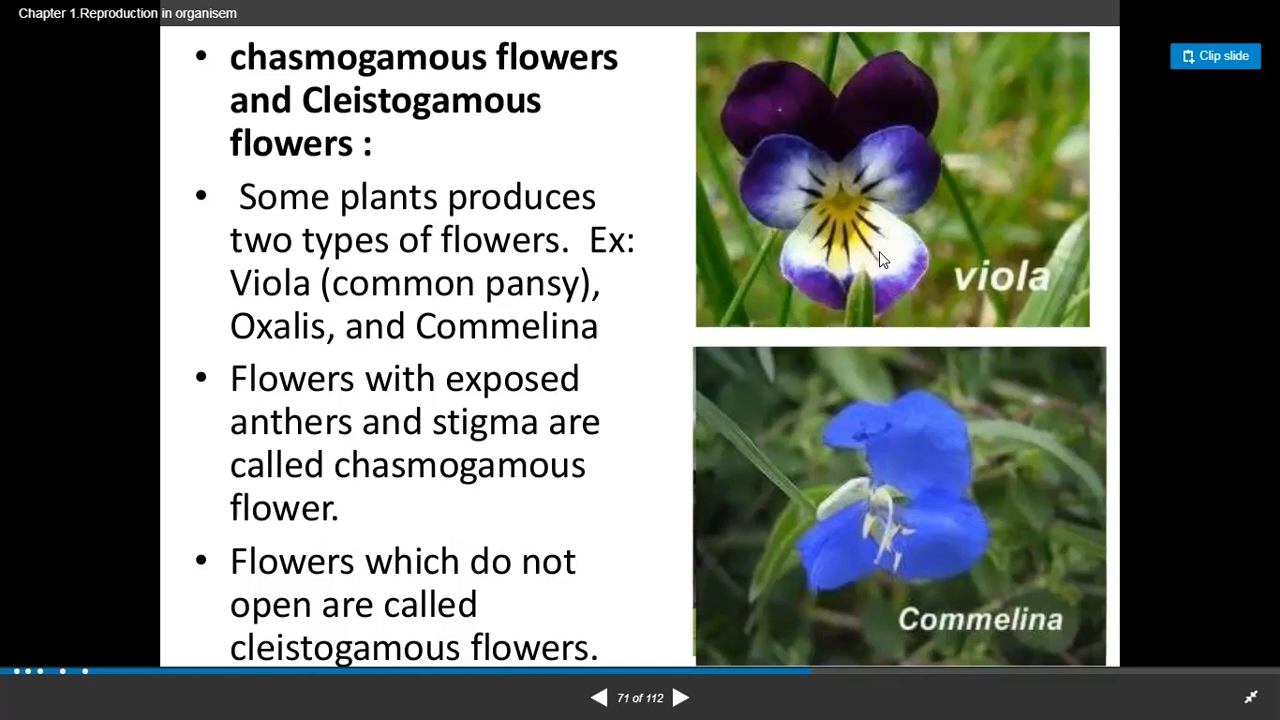 Chapter 1.Reproduction in organisem
Clip slide
• chasmogamous flowers
and Cleistogamous
flowers :
• Some plants produces
two types of flowers. Ex:
Viola (common pansy),
Oxalis, and Commelina
• Flowers with exposed
anthers and stigma are
called chasmogamous
flower.
• Flowers which do not
open are called
cleistogamous flowers.
viola
Commelina
71 of 112